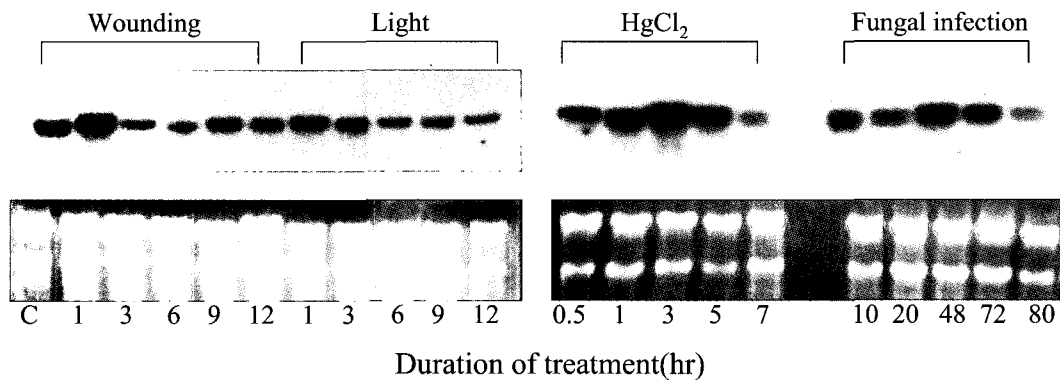 Wounding Light HgCl₂ Fungal infection
C 1 3 6 9 12 1 3 6 9 12 0.5 1 3 5 7 10 20 48 72 80
Duration of treatment(hr)